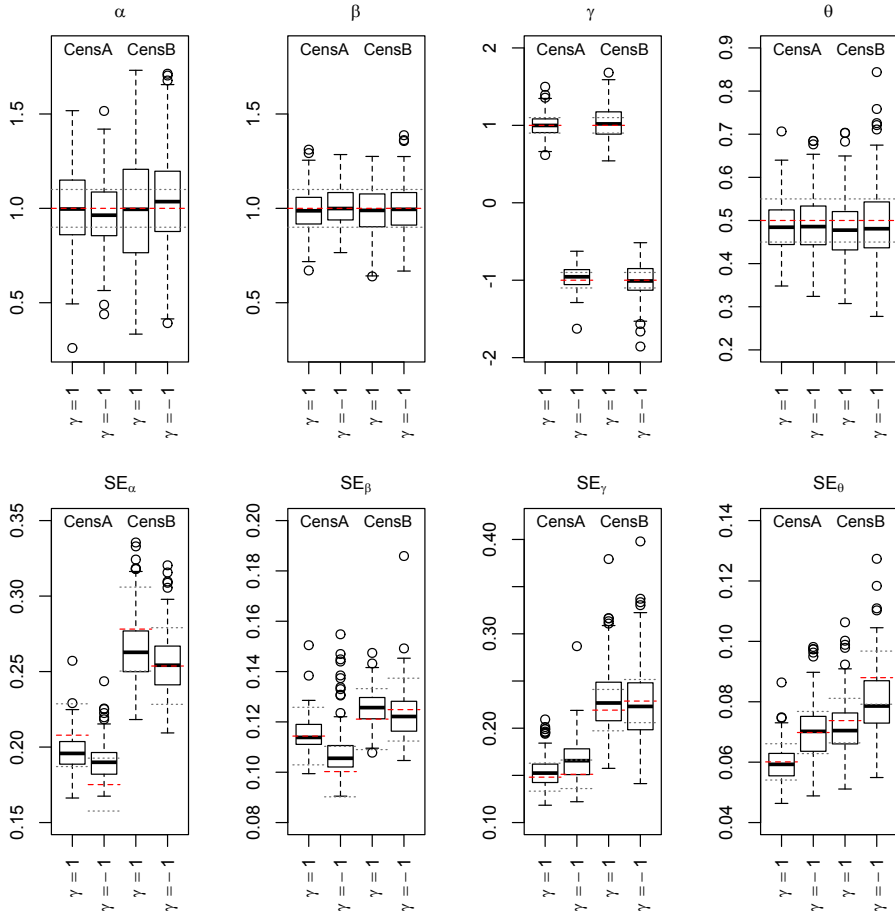 α β γ θ
CensA CensB CensA CensB CensA CensB CensA CensB
0.5 1.0 1.5
0.5 1.0 1.5
-2 -1 0 1 2
0.2 0.3 0.4 0.5 0.6 0.7 0.8 0.9
γ = 1 γ = − 1 γ = 1 γ = − 1
γ = 1 γ = − 1 γ = 1 γ = − 1
γ = 1 γ = − 1 γ = 1 γ = − 1
γ = 1 γ = − 1 γ = 1 γ = − 1
SEα SEβ SEγ SEθ
CensA CensB CensA CensB CensA CensB CensA CensB
0.15 0.20 0.25 0.30 0.35
0.08 0.10 0.12 0.14 0.16 0.18 0.20
0.10 0.20 0.30 0.40
0.04 0.06 0.08 0.10 0.12 0.14
γ = 1 γ = − 1 γ = 1 γ = − 1
γ = 1 γ = − 1 γ = 1 γ = − 1
γ = 1 γ = − 1 γ = 1 γ = − 1
γ = 1 γ = − 1 γ = 1 γ = − 1